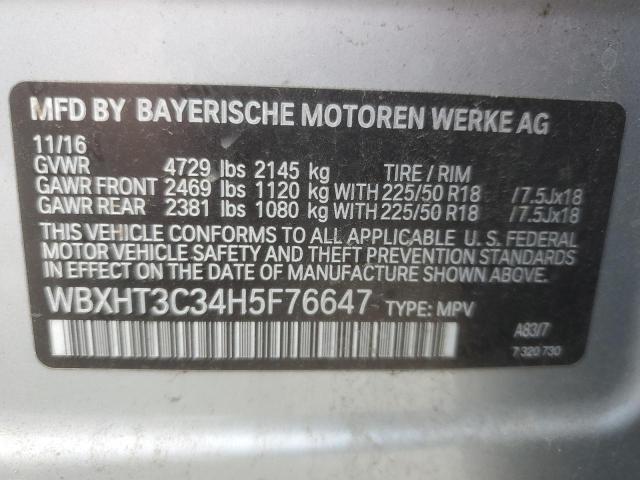 MFD BY BAYERISCHE MOTOREN WERKE AG
11/16
GVWR 4729 lbs 2145 kg TIRE / RIM
GAWR FRONT 2469 lbs 1120 kg WITH 225/50 R18 /7.5Jx18
GAWR REAR 2381 lbs 1080 kg WITH 225/50 R18 /7.5Jx18
THIS VEHICLE CONFORMS TO ALL APPLICABLE U. S. FEDERAL
MOTOR VEHICLE SAFETY AND THEFT PREVENTION STANDARDS
IN EFFECT ON THE DATE OF MANUFACTURE SHOWN ABOVE.
WBXHT3C34H5F76647 TYPE: MPV
A83/7
7 320 730